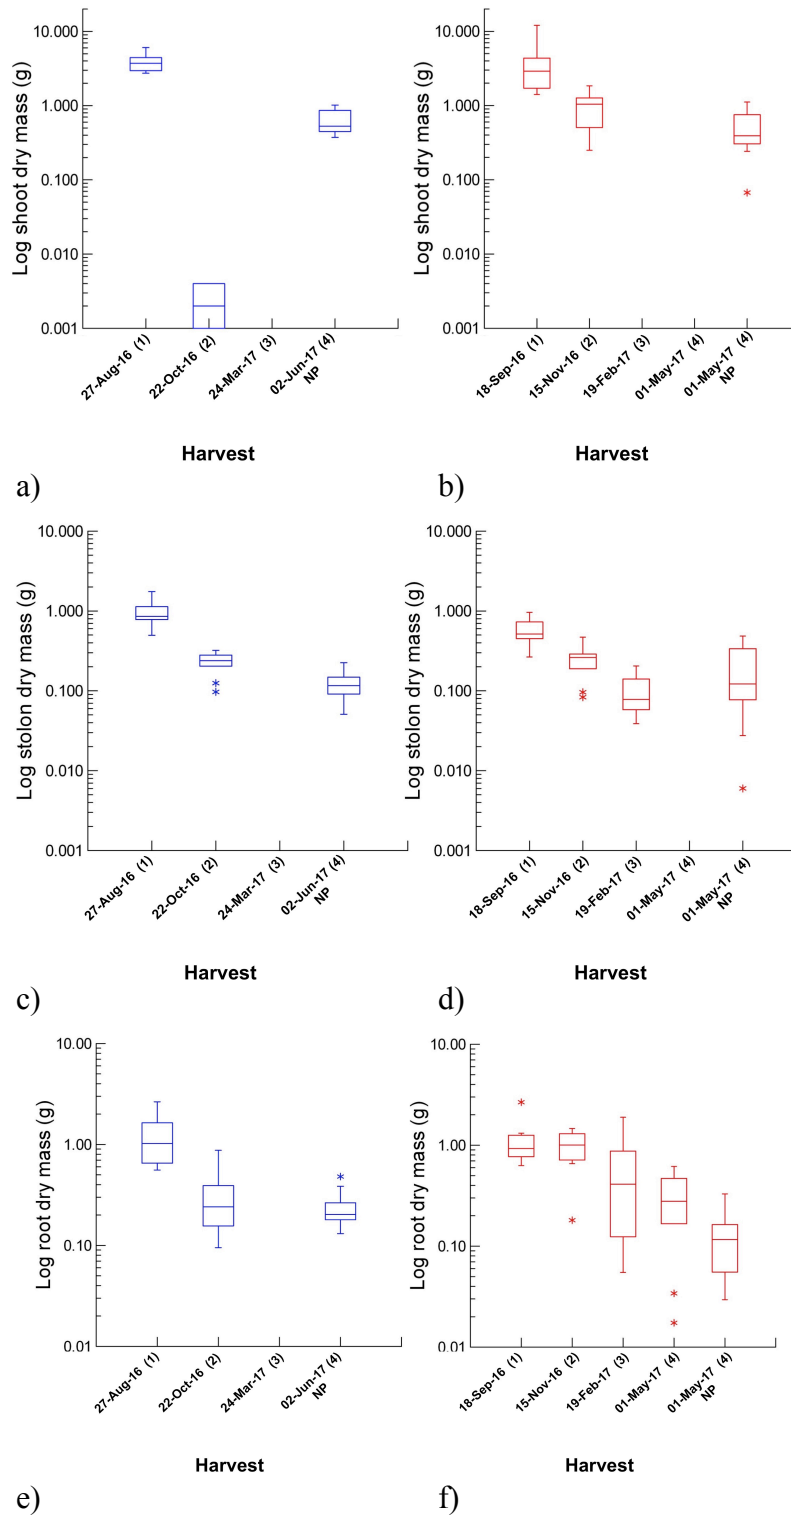 Log shoot dry mass (g)
10.000
1.000
0.100
0.010
0.001
27-Aug-16 (1)
22-Oct-16 (2)
24-Mar-17 (3)
02-Jun-17 (4)
NP
Harvest
a)
Log shoot dry mass (g)
10.000
1.000
0.100
0.010
0.001
18-Sep-16 (1)
15-Nov-16 (2)
19-Feb-17 (3)
01-May-17 (4)
01-May-17 (4)
NP
Harvest
b)
Log stolon dry mass (g)
10.000
1.000
0.100
0.010
0.001
27-Aug-16 (1)
22-Oct-16 (2)
24-Mar-17 (3)
02-Jun-17 (4)
NP
Harvest
c)
Log stolon dry mass (g)
10.000
1.000
0.100
0.010
0.001
18-Sep-16 (1)
15-Nov-16 (2)
19-Feb-17 (3)
01-May-17 (4)
01-May-17 (4)
NP
Harvest
d)
Log root dry mass (g)
10.00
1.00
0.10
0.01
27-Aug-16 (1)
22-Oct-16 (2)
24-Mar-17 (3)
02-Jun-17 (4)
NP
Harvest
e)
Log root dry mass (g)
10.00
1.00
0.10
0.01
18-Sep-16 (1)
15-Nov-16 (2)
19-Feb-17 (3)
01-May-17 (4)
01-May-17 (4)
NP
Harvest
f)